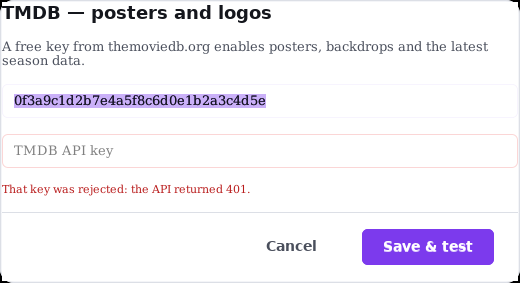 TMDB — posters and logos
A free key from themoviedb.org enables posters, backdrops and the latest
season data.
0f3a9c1d2b7e4a5f8c6d0e1b2a3c4d5e
TMDB API key
That key was rejected: the API returned 401.
Cancel
Save & test